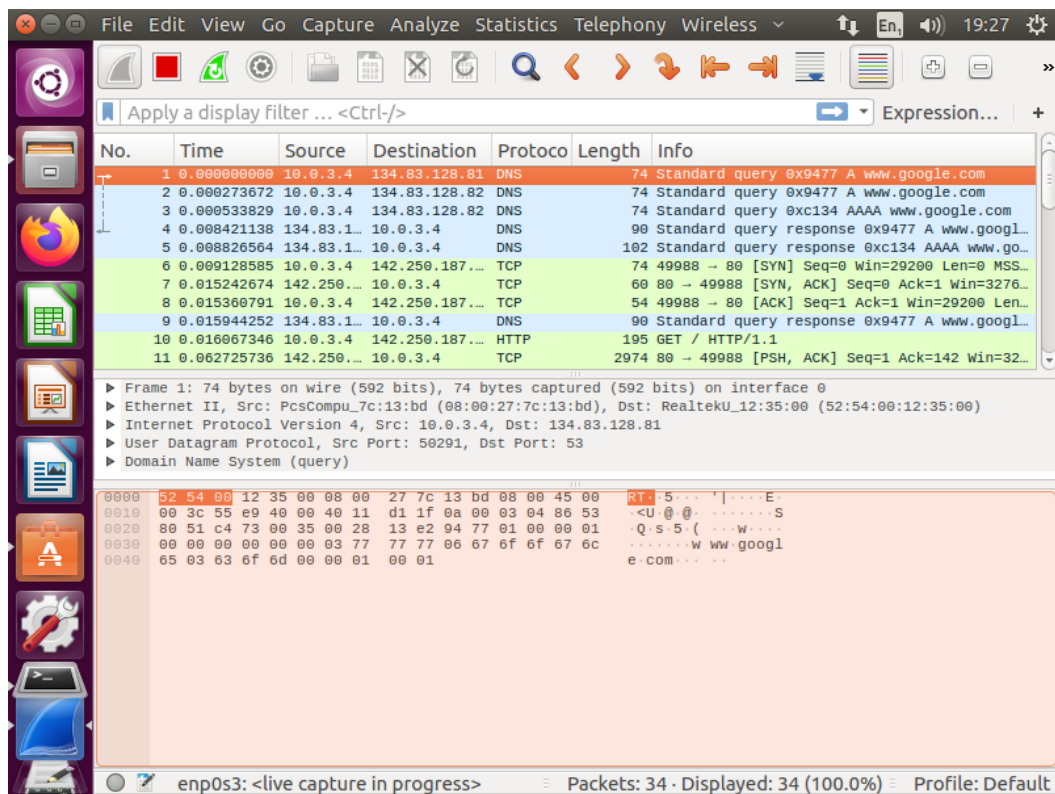 File Edit View Go Capture Analyze Statistics Telephony Wireless En1 19:27
Apply a display filter … <Ctrl-/> Expression… +
No. Time Source Destination Protoco Length Info
1 0.000000000 10.0.3.4 134.83.128.81 DNS 74 Standard query 0x9477 A www.google.com
2 0.000273672 10.0.3.4 134.83.128.82 DNS 74 Standard query 0x9477 A www.google.com
3 0.000533829 10.0.3.4 134.83.128.82 DNS 74 Standard query 0xc134 AAAA www.google.com
4 0.008421138 134.83.1… 10.0.3.4 DNS 90 Standard query response 0x9477 A www.googl…
5 0.008826564 134.83.1… 10.0.3.4 DNS 102 Standard query response 0xc134 AAAA www.go…
6 0.009128585 10.0.3.4 142.250.187.… TCP 74 49988 → 80 [SYN] Seq=0 Win=29200 Len=0 MSS…
7 0.015242674 142.250.… 10.0.3.4 TCP 60 80 → 49988 [SYN, ACK] Seq=0 Ack=1 Win=3276…
8 0.015360791 10.0.3.4 142.250.187.… TCP 54 49988 → 80 [ACK] Seq=1 Ack=1 Win=29200 Len…
9 0.015944252 134.83.1… 10.0.3.4 DNS 90 Standard query response 0x9477 A www.googl…
10 0.016067346 10.0.3.4 142.250.187.… HTTP 195 GET / HTTP/1.1
11 0.062725736 142.250.… 10.0.3.4 TCP 2974 80 → 49988 [PSH, ACK] Seq=1 Ack=142 Win=32…
Frame 1: 74 bytes on wire (592 bits), 74 bytes captured (592 bits) on interface 0
Ethernet II, Src: PcsCompu_7c:13:bd (08:00:27:7c:13:bd), Dst: RealtekU_12:35:00 (52:54:00:12:35:00)
Internet Protocol Version 4, Src: 10.0.3.4, Dst: 134.83.128.81
User Datagram Protocol, Src Port: 50291, Dst Port: 53
Domain Name System (query)
0000 52 54 00 12 35 00 08 00 27 7c 13 bd 08 00 45 00 RT··5··· '|····E·
0010 00 3c 55 e9 40 00 40 11 d1 1f 0a 00 03 04 86 53 ·<U·@·@· ·······S
0020 80 51 c4 73 00 35 00 28 13 e2 94 77 01 00 00 01 ·Q·s·5·( ···w····
0030 00 00 00 00 00 00 03 77 77 77 06 67 6f 6f 67 6c ·······w ww·googl
0040 65 03 63 6f 6d 00 00 01 00 01 e·com··· ··
enp0s3: <live capture in progress> Packets: 34 · Displayed: 34 (100.0%) Profile: Default